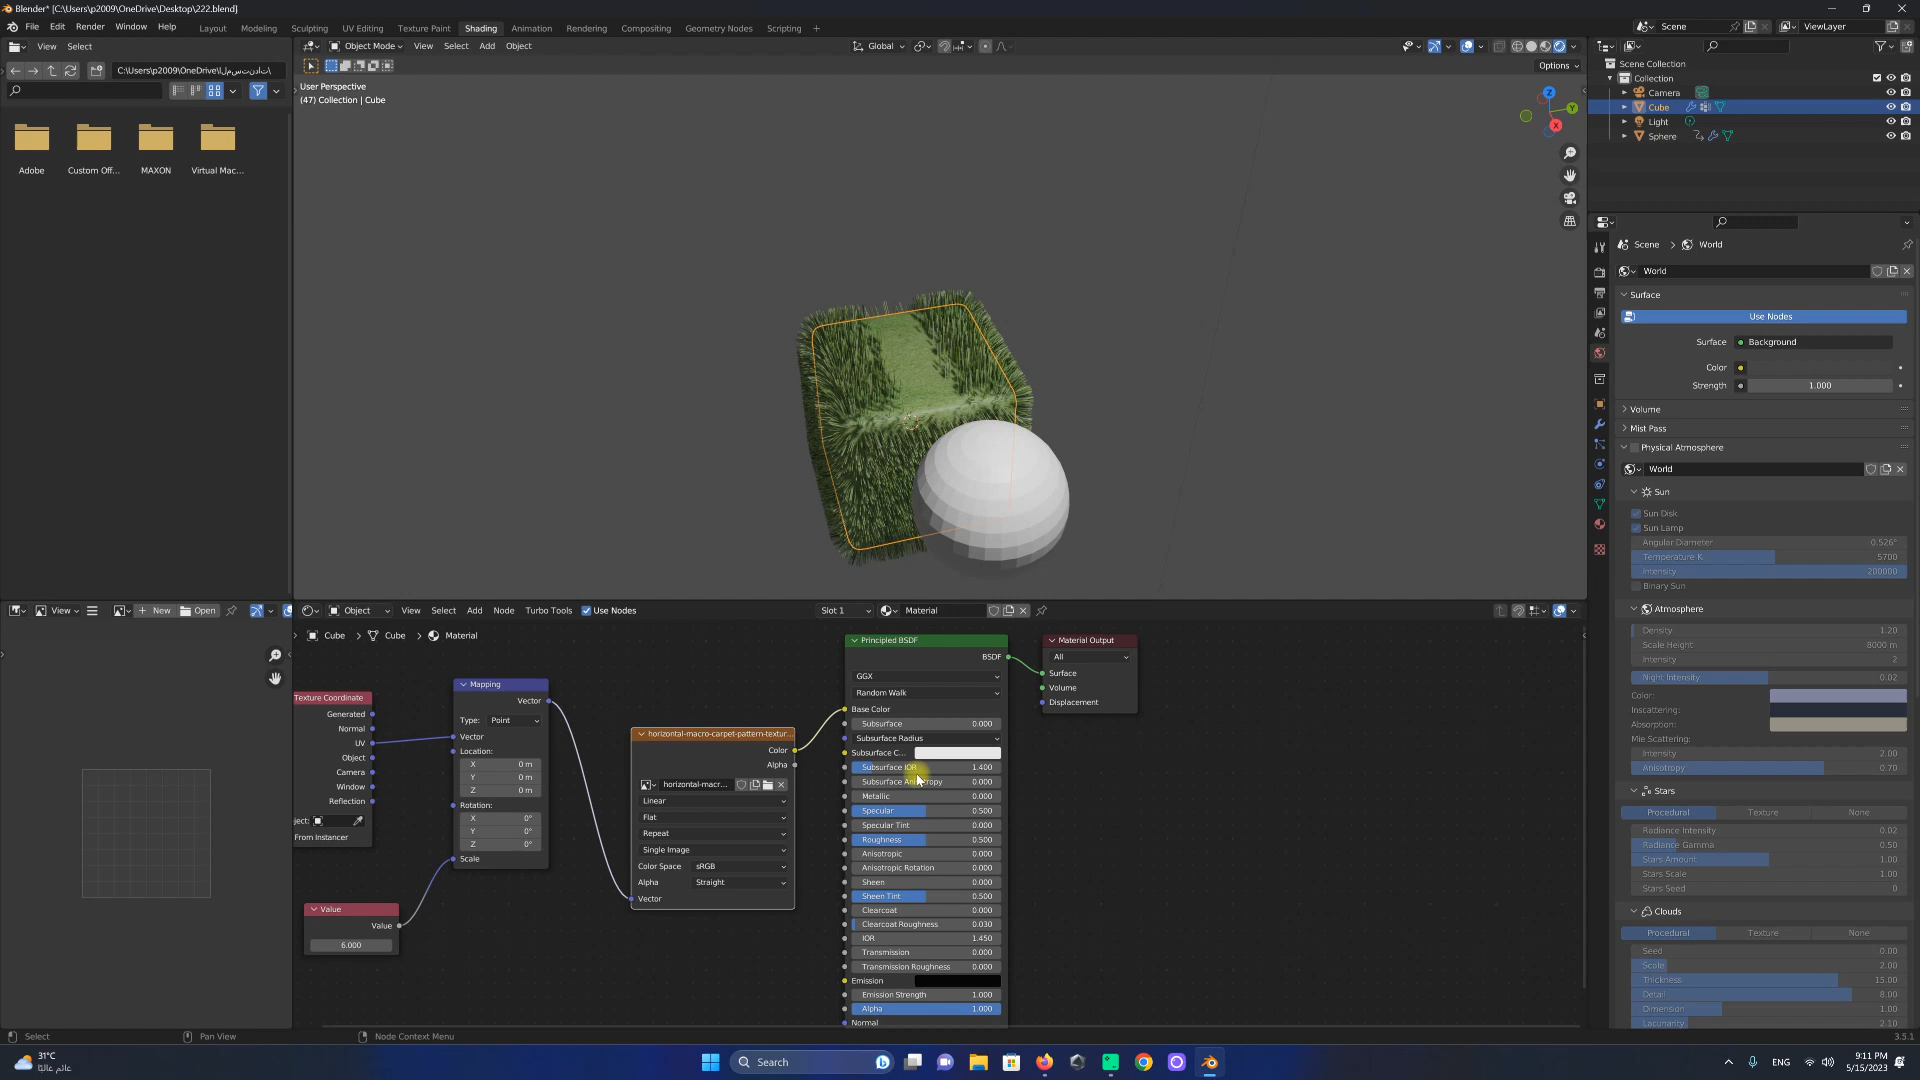 Blender* [C:\Users\p2009\OneDrive\Desktop\222.blend]
File Edit Render Window Help
Layout Modeling Sculpting UV Editing Texture Paint Shading Animation Rendering Compositing Geometry Nodes Scripting
Scene ViewLayer
View Select
Object Mode View Select Add Object
Global
C:\Users\p2009\OneDrive\المستندات\
Options
Adobe Custom Off... MAXON Virtual Mac...
User Perspective
(47) Collection | Cube
Z Y X
Scene Collection
Collection
Camera
Cube
Light
Sphere
Scene > World
World
Surface
Use Nodes
Surface Background
Color
Strength 1.000
Volume
Mist Pass
Physical Atmosphere
World
Sun
Sun Disk
Sun Lamp
Angular Diameter 0.526°
Temperature K 5700
Intensity 200000
Binary Sun
Atmosphere
Density 1.20
Scale Height 8000 m
Intensity 2
Night Intensity: 0.02
Color:
Inscattering:
Absorption:
Mie Scattering:
Intensity 2.00
Anisotropy 0.70
Stars
Procedural Texture None
Radiance Intensity 0.02
Radiance Gamma 0.50
Stars Amount 1.00
Stars Scale 1.00
Stars Seed 0
Clouds
Procedural Texture None
Seed 0.00
Scale 2.00
Thickness 15.00
Detail 8.00
Dimension 1.00
Lacunarity 2.10
View New Open
Object View Select Add Node Turbo Tools Use Nodes
Slot 1 Material
Cube > Cube > Material
Texture Coordinate
Generated
Normal
UV
Object
Camera
Window
Reflection
ject:
From Instancer
Value
Value
6.000
Mapping
Vector
Type: Point
Vector
Location:
X 0 m
Y 0 m
Z 0 m
Rotation:
X 0°
Y 0°
Z 0°
Scale
horizontal-macro-carpet-pattern-textur...
Color
Alpha
horizontal-macr...
Linear
Flat
Repeat
Single Image
Color Space sRGB
Alpha Straight
Vector
Principled BSDF
BSDF
GGX
Random Walk
Base Color
Subsurface 0.000
Subsurface Radius
Subsurface C...
Subsurface IOR 1.400
Subsurface Anisotropy 0.000
Metallic 0.000
Specular 0.500
Specular Tint 0.000
Roughness 0.500
Anisotropic 0.000
Anisotropic Rotation 0.000
Sheen 0.000
Sheen Tint 0.500
Clearcoat 0.000
Clearcoat Roughness 0.030
IOR 1.450
Transmission 0.000
Transmission Roughness 0.000
Emission
Emission Strength 1.000
Alpha 1.000
Normal
Material Output
All
Surface
Volume
Displacement
Select Pan View Node Context Menu 3.5.1
31°C
غائم غالبًا
Search
ENG
9:11 PM
5/15/2023